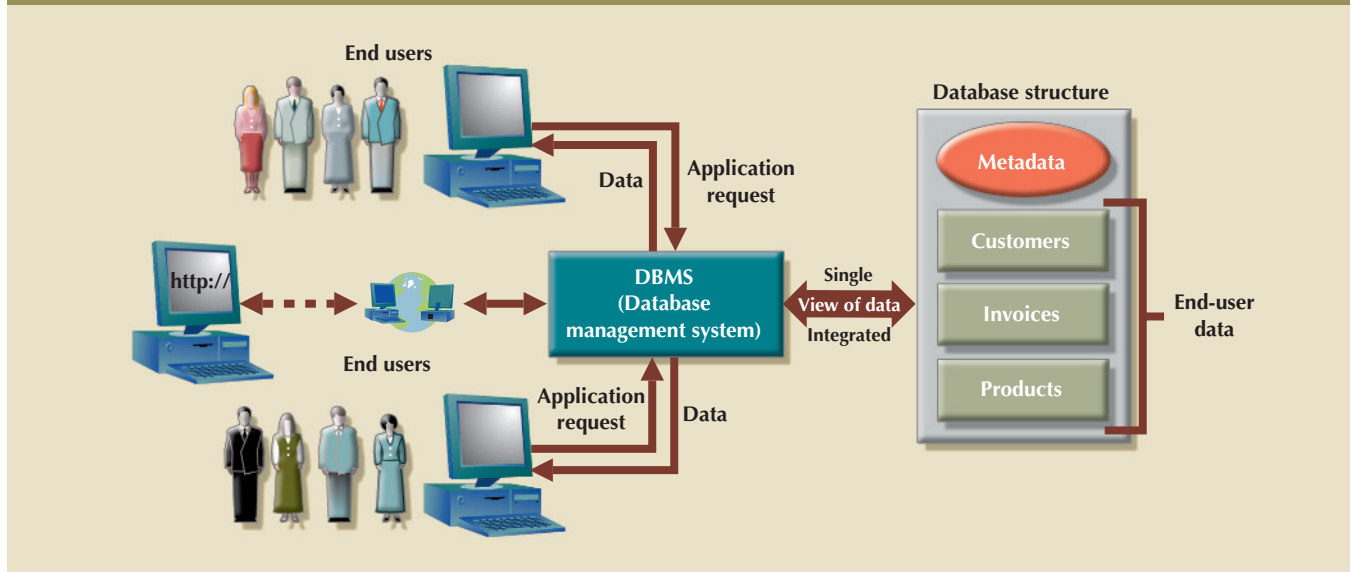 End users
Database structure
Metadata
Data
Application
request
Customers
http://
DBMS
(Database
management system)
Single
View of data
Integrated
Invoices
End-user
data
End users
Application
request
Data
Products